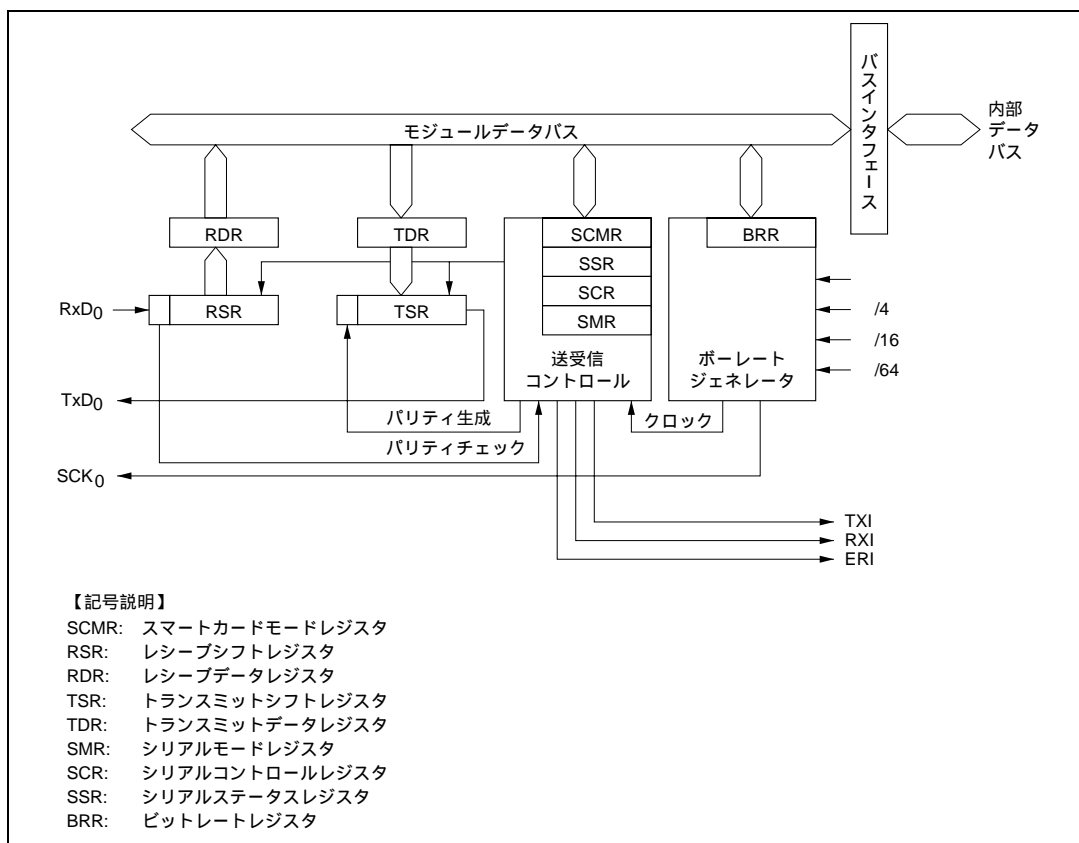 バスインタフェース
内部
データ
バス
モジュールデータバス
RDR
TDR
SCMR
BRR
SSR
SCR
SMR
RxD0
RSR
TSR
/4
/16
/64
送受信
コントロール
ボーレート
ジェネレータ
TxD0
パリティ生成
クロック
パリティチェック
SCK0
TXI
RXI
ERI
【記号説明】
SCMR: スマートカードモードレジスタ
RSR: レシーブシフトレジスタ
RDR: レシーブデータレジスタ
TSR: トランスミットシフトレジスタ
TDR: トランスミットデータレジスタ
SMR: シリアルモードレジスタ
SCR: シリアルコントロールレジスタ
SSR: シリアルステータスレジスタ
BRR: ビットレートレジスタ